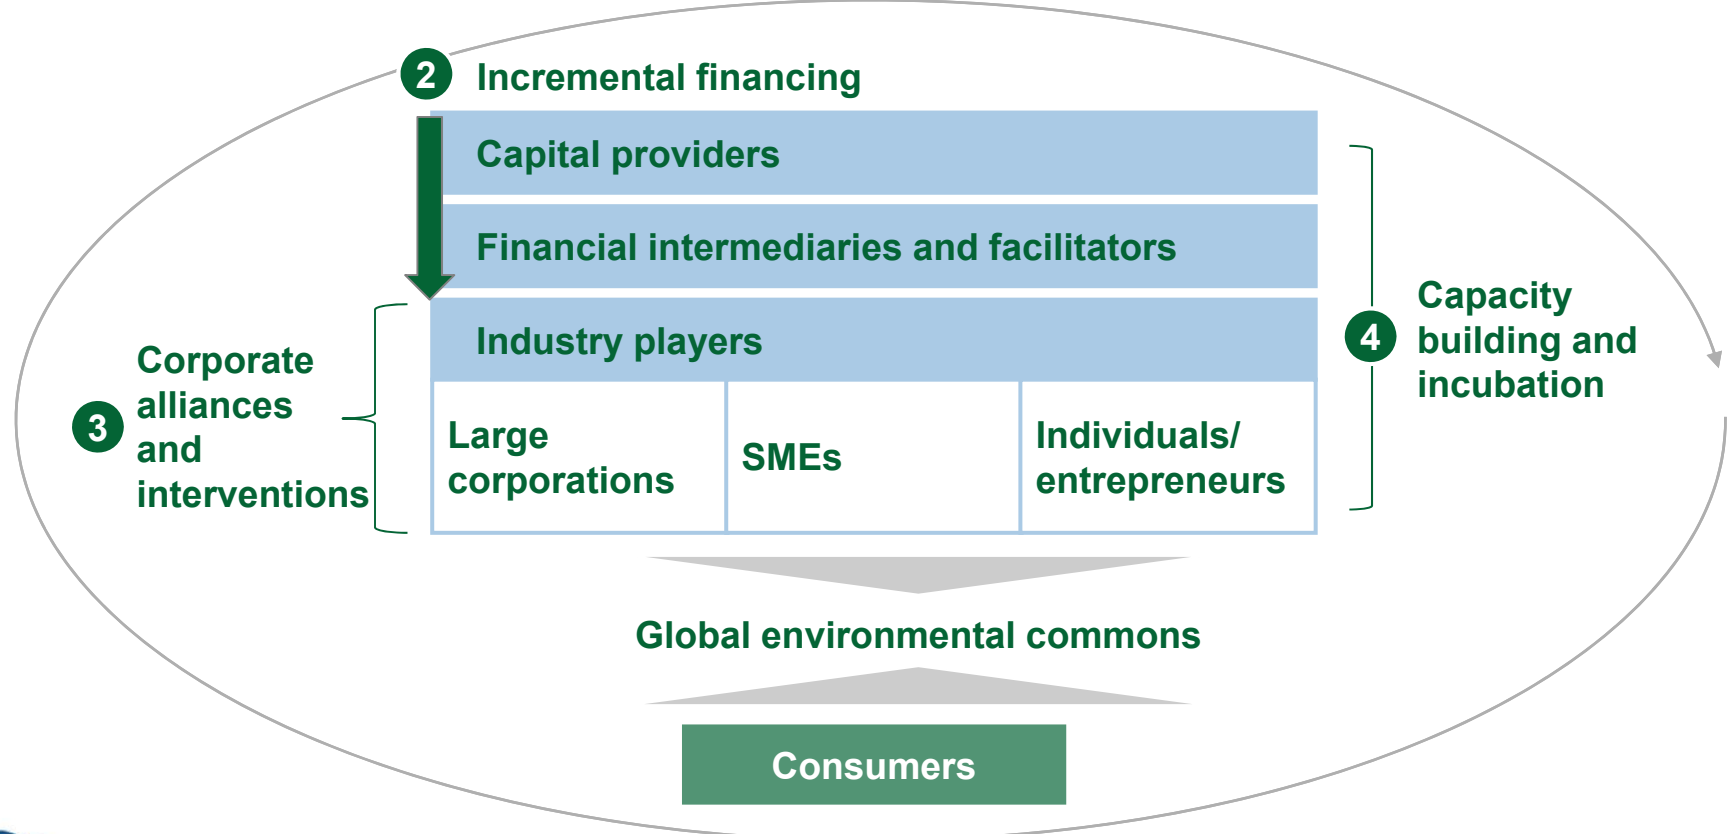 2 Incremental financing
Capital providers
Financial intermediaries and facilitators
Industry players
Large
corporations
SMEs
Individuals/
entrepreneurs
3
Corporate
alliances
and
interventions
4
Capacity
building and
incubation
Global environmental commons
Consumers